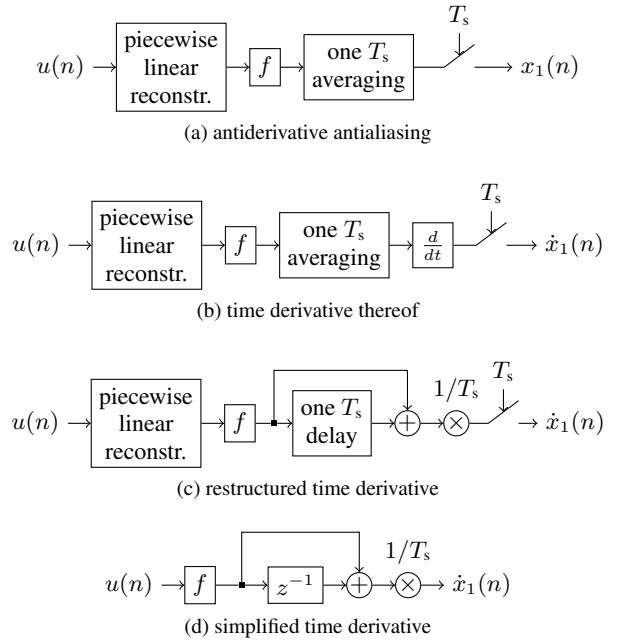 T_s
u(n)
piecewise
linear
reconstr.
f
one T_s
averaging
x_1(n)
(a) antiderivative antialiasing
T_s
u(n)
piecewise
linear
reconstr.
f
one T_s
averaging
d/dt
ẋ_1(n)
(b) time derivative thereof
1/T_s
T_s
u(n)
piecewise
linear
reconstr.
f
one T_s
delay
+
×
ẋ_1(n)
(c) restructured time derivative
1/T_s
u(n)
f
z^{-1}
+
×
ẋ_1(n)
(d) simplified time derivative